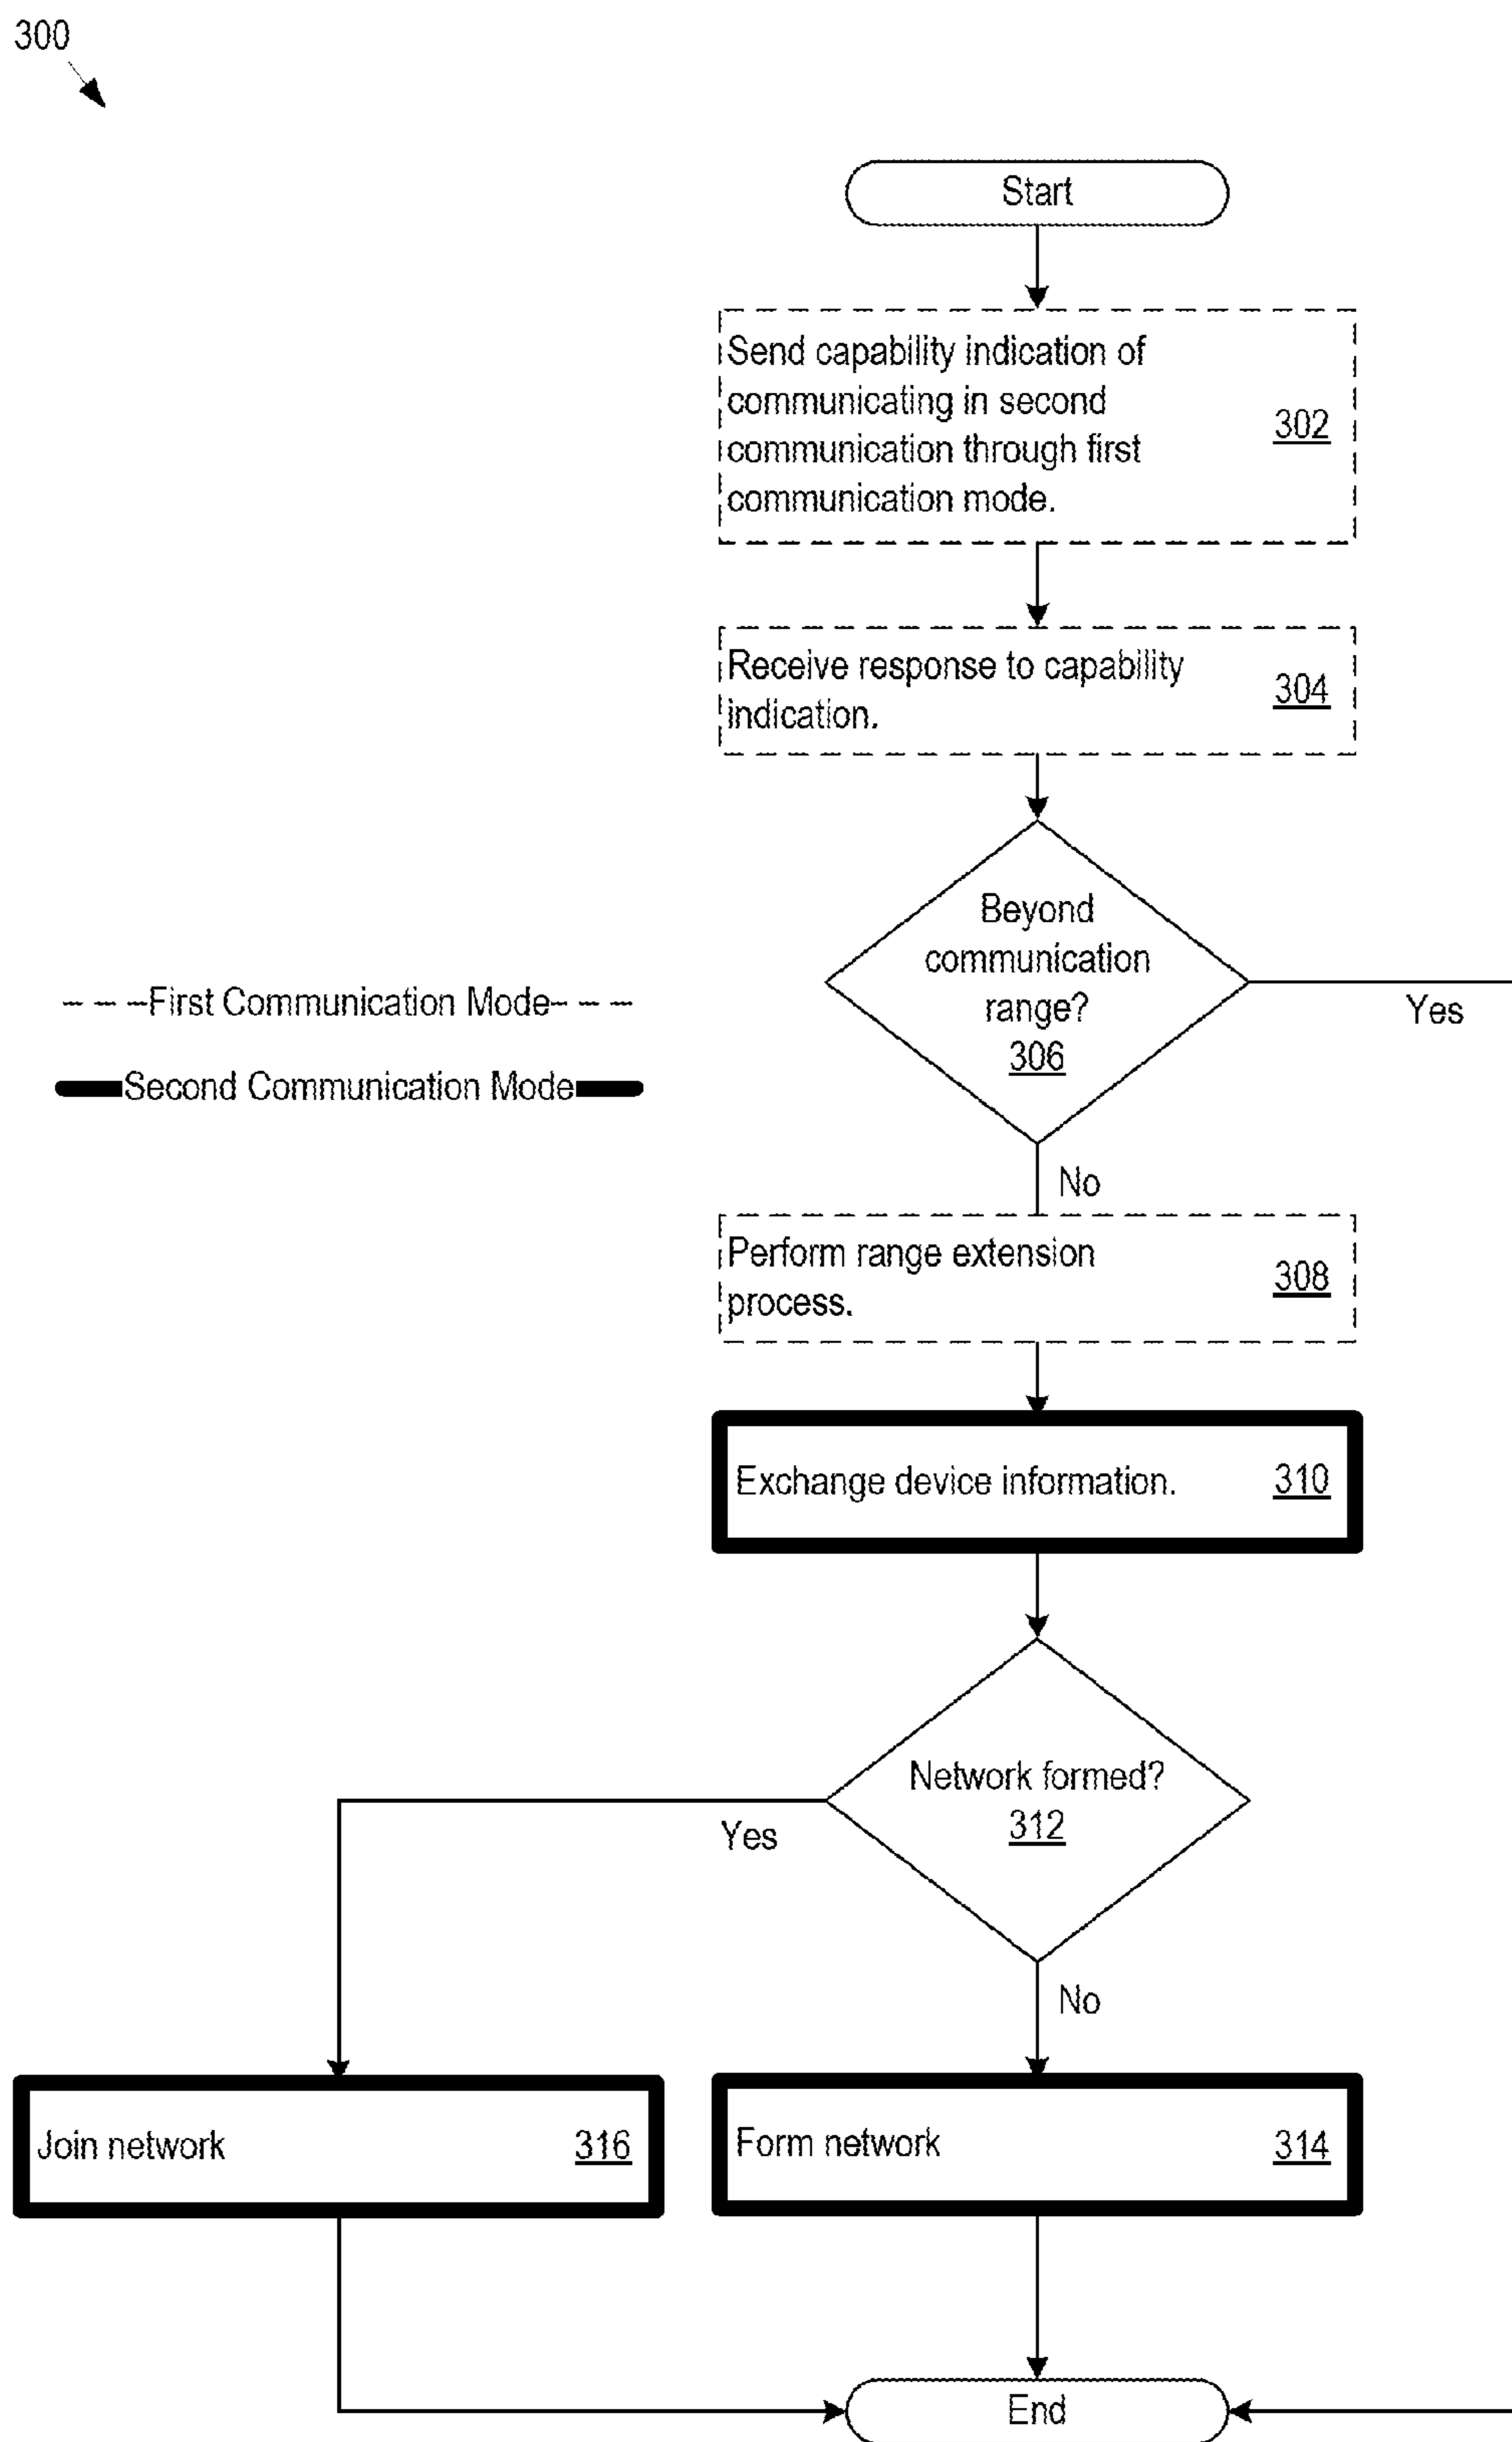 300
Start
Send capability indication of
communicating in second
communication through first
communication mode.
302
Receive response to capability
indication.
304
Beyond
communication
range?
306
Yes
First Communication Mode
Second Communication Mode
No
Perform range extension
process.
308
Exchange device information.
310
Network formed?
312
Yes
No
Join network
316
Form network
314
End